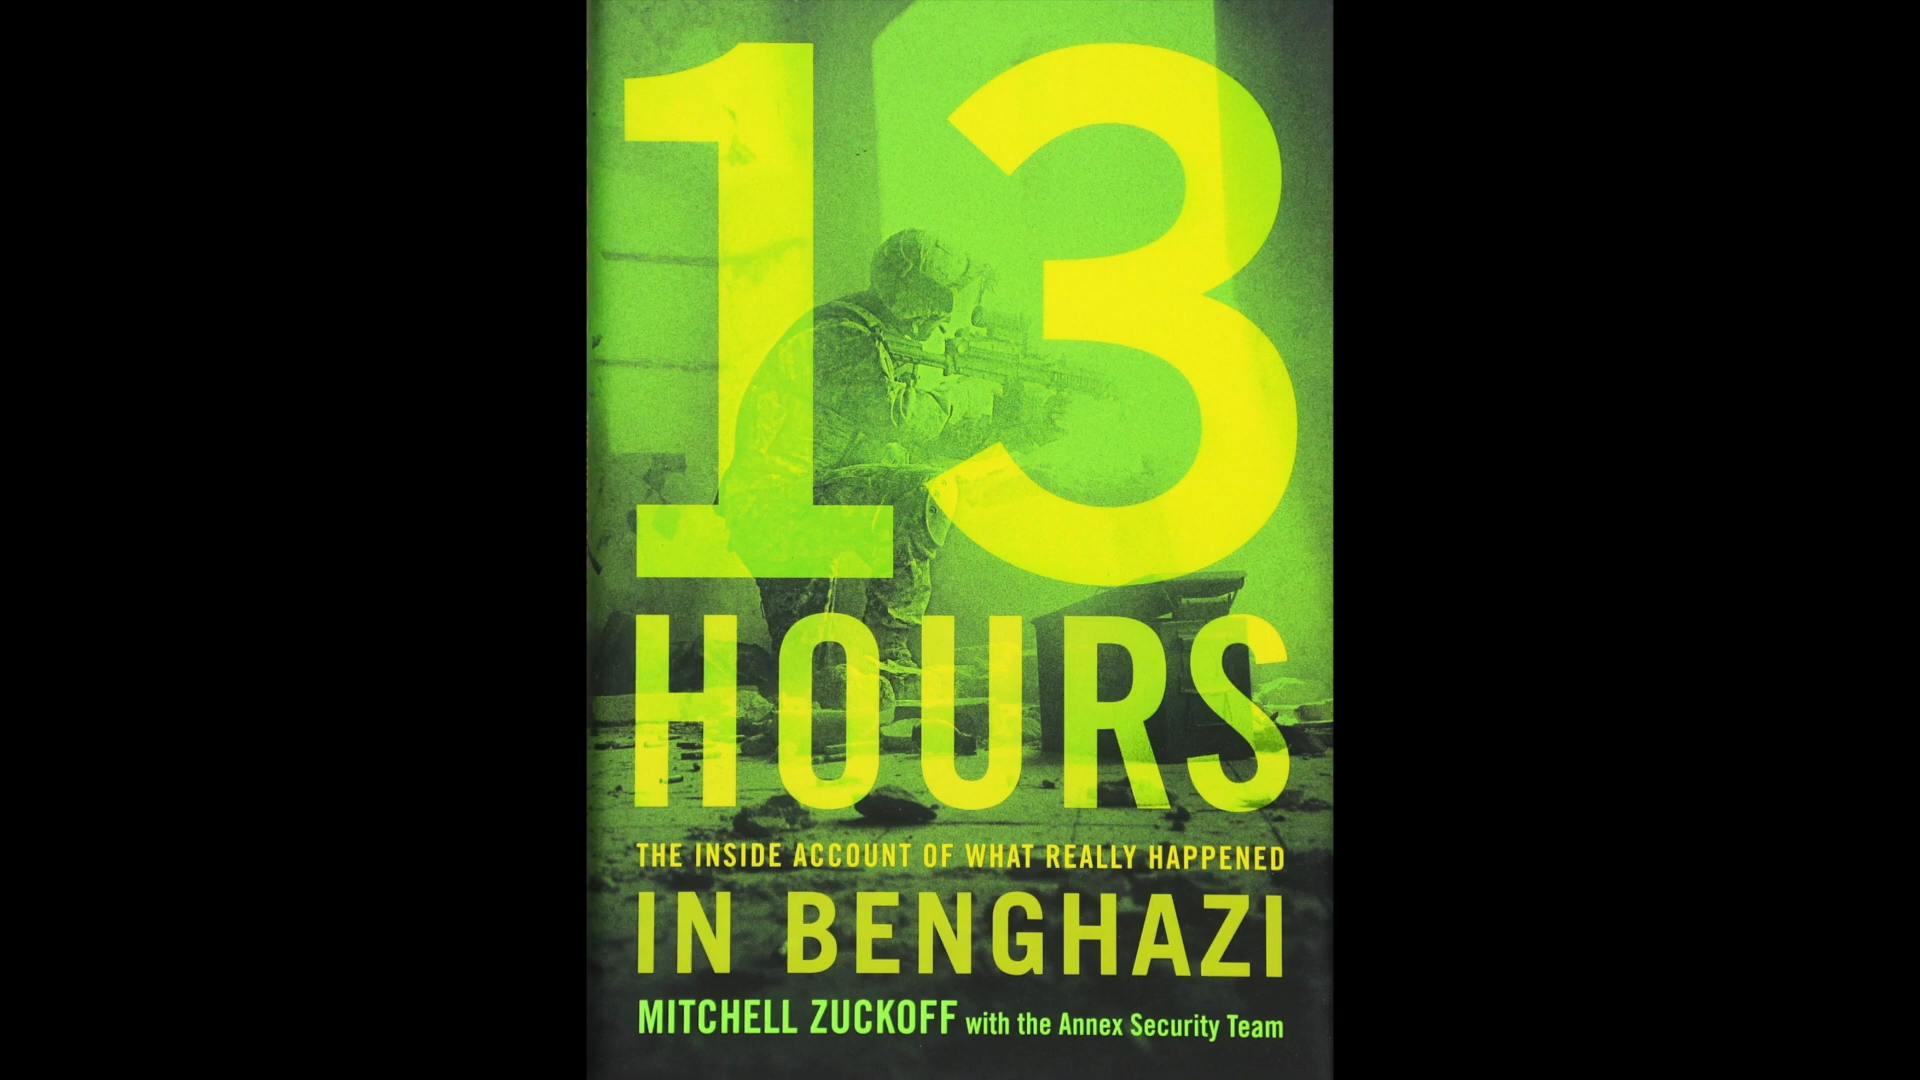 13
HOURS
THE INSIDE ACCOUNT OF WHAT REALLY HAPPENED
IN BENGHAZI
MITCHELL ZUCKOFF with the Annex Security Team